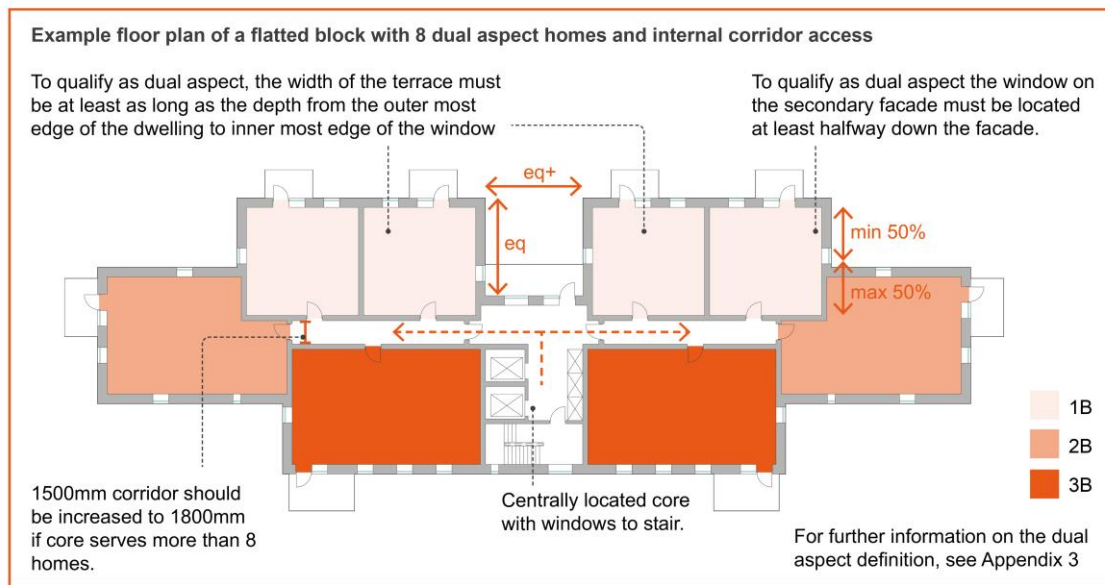 Example floor plan of a flatted block with 8 dual aspect homes and internal corridor access
To qualify as dual aspect, the width of the terrace must
be at least as long as the depth from the outer most
edge of the dwelling to inner most edge of the window
To qualify as dual aspect the window on
the secondary facade must be located
at least halfway down the facade.
eq+
eq
min 50%
max 50%
1500mm corridor should
be increased to 1800mm
if core serves more than 8
homes.
Centrally located core
with windows to stair.
1B
2B
3B
For further information on the dual
aspect definition, see Appendix 3